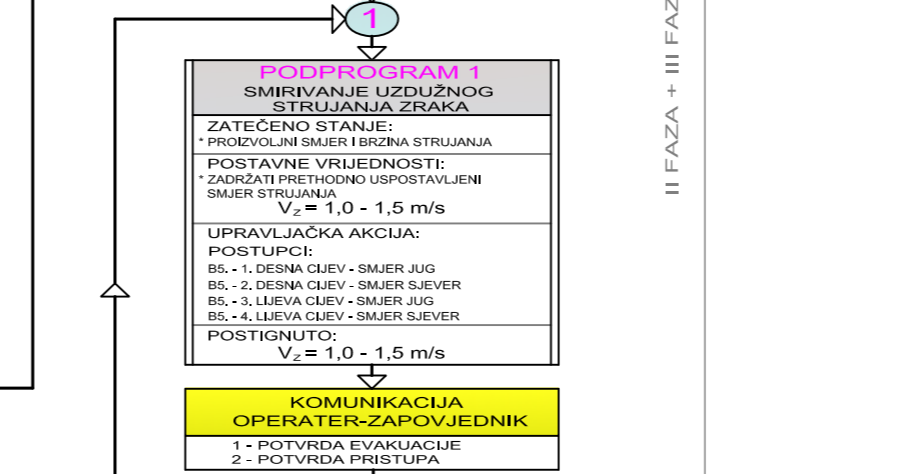 1
PODPROGRAM 1
SMIRIVANJE UZDUŽNOG
STRUJANJA ZRAKA
ZATEČENO STANJE:
* PROIZVOLJNI SMJER I BRZINA STRUJANJA
POSTAVNE VRIJEDNOSTI:
* ZADRŽATI PRETHODNO USPOSTAVLJENI
SMJER STRUJANJA
Vz = 1,0 - 1,5 m/s
UPRAVLJAČKA AKCIJA:
POSTUPCI:
B5. - 1. DESNA CIJEV - SMJER JUG
B5. - 2. DESNA CIJEV - SMJER SJEVER
B5. - 3. LIJEVA CIJEV - SMJER JUG
B5. - 4. LIJEVA CIJEV - SMJER SJEVER
POSTIGNUTO:
Vz = 1,0 - 1,5 m/s
KOMUNIKACIJA
OPERATER-ZAPOVJEDNIK
1 - POTVRDA EVAKUACIJE
2 - POTVRDA PRISTUPA
II FAZA + III FA